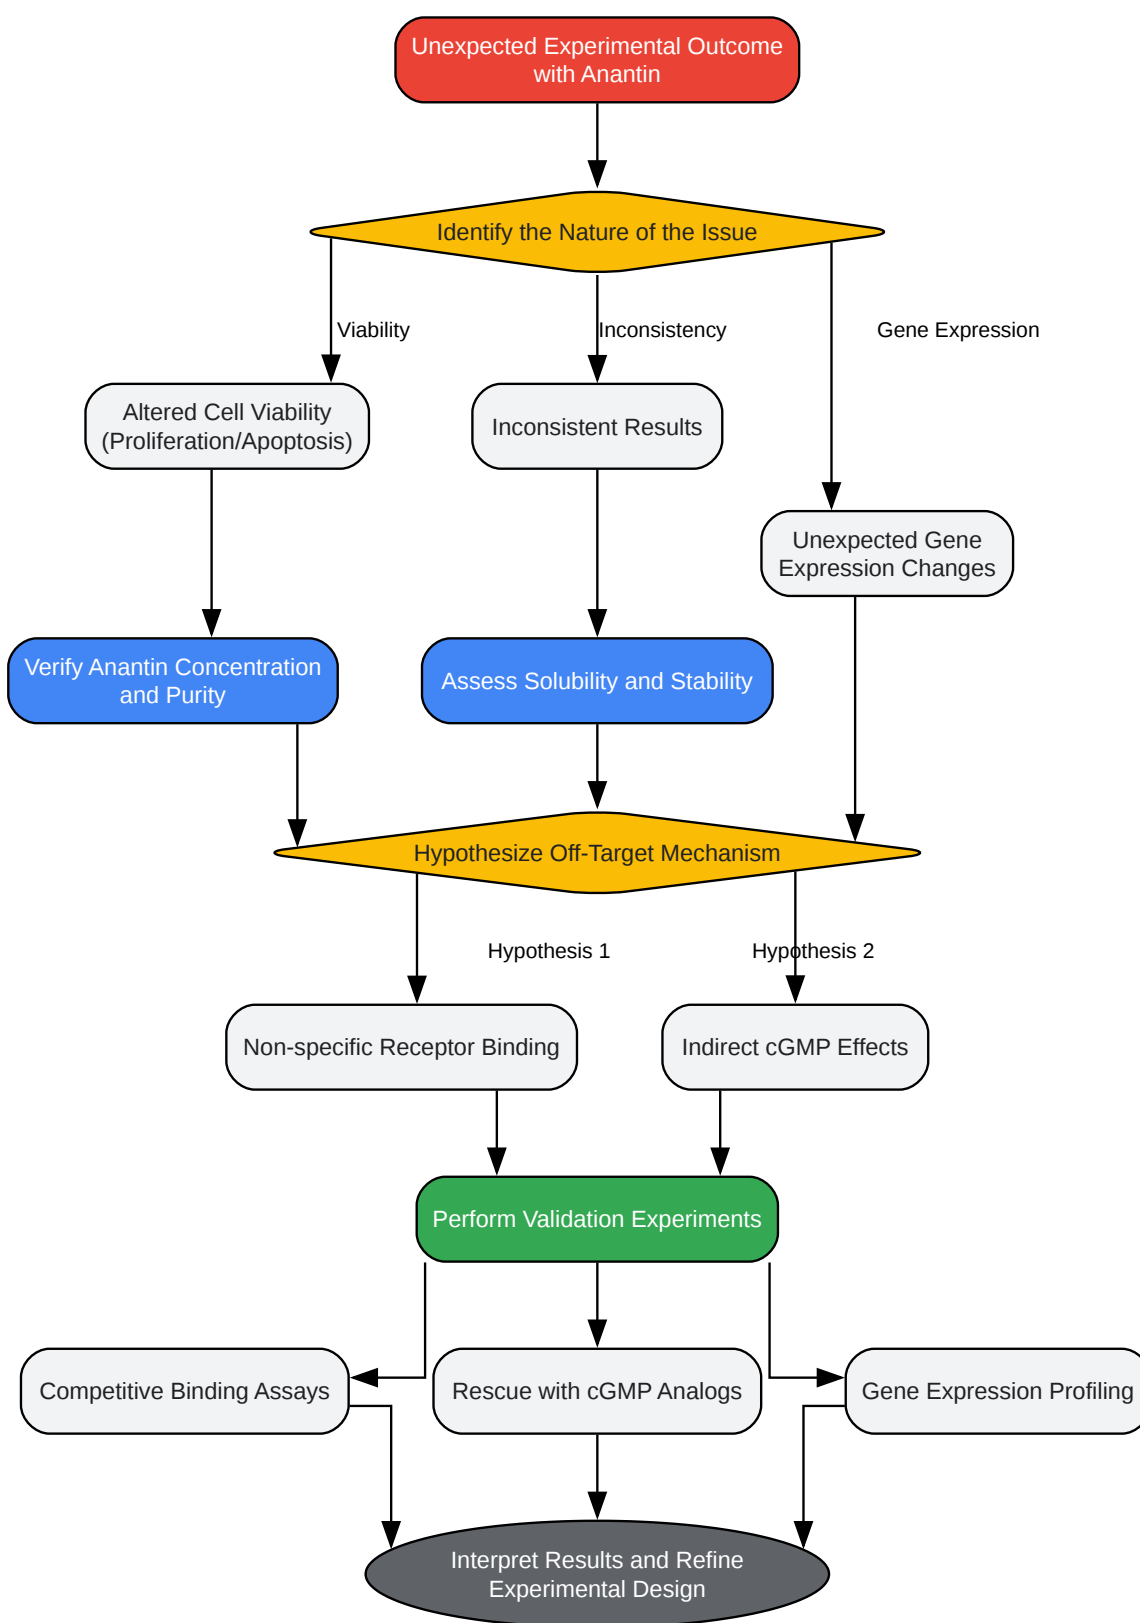 Unexpected Experimental Outcome
with Anantin
Identify the Nature of the Issue
Viability
Inconsistency
Gene Expression
Altered Cell Viability
(Proliferation/Apoptosis)
Inconsistent Results
Unexpected Gene
Expression Changes
Verify Anantin Concentration
and Purity
Assess Solubility and Stability
Hypothesize Off-Target Mechanism
Hypothesis 1
Hypothesis 2
Non-specific Receptor Binding
Indirect cGMP Effects
Perform Validation Experiments
Competitive Binding Assays
Rescue with cGMP Analogs
Gene Expression Profiling
Interpret Results and Refine
Experimental Design